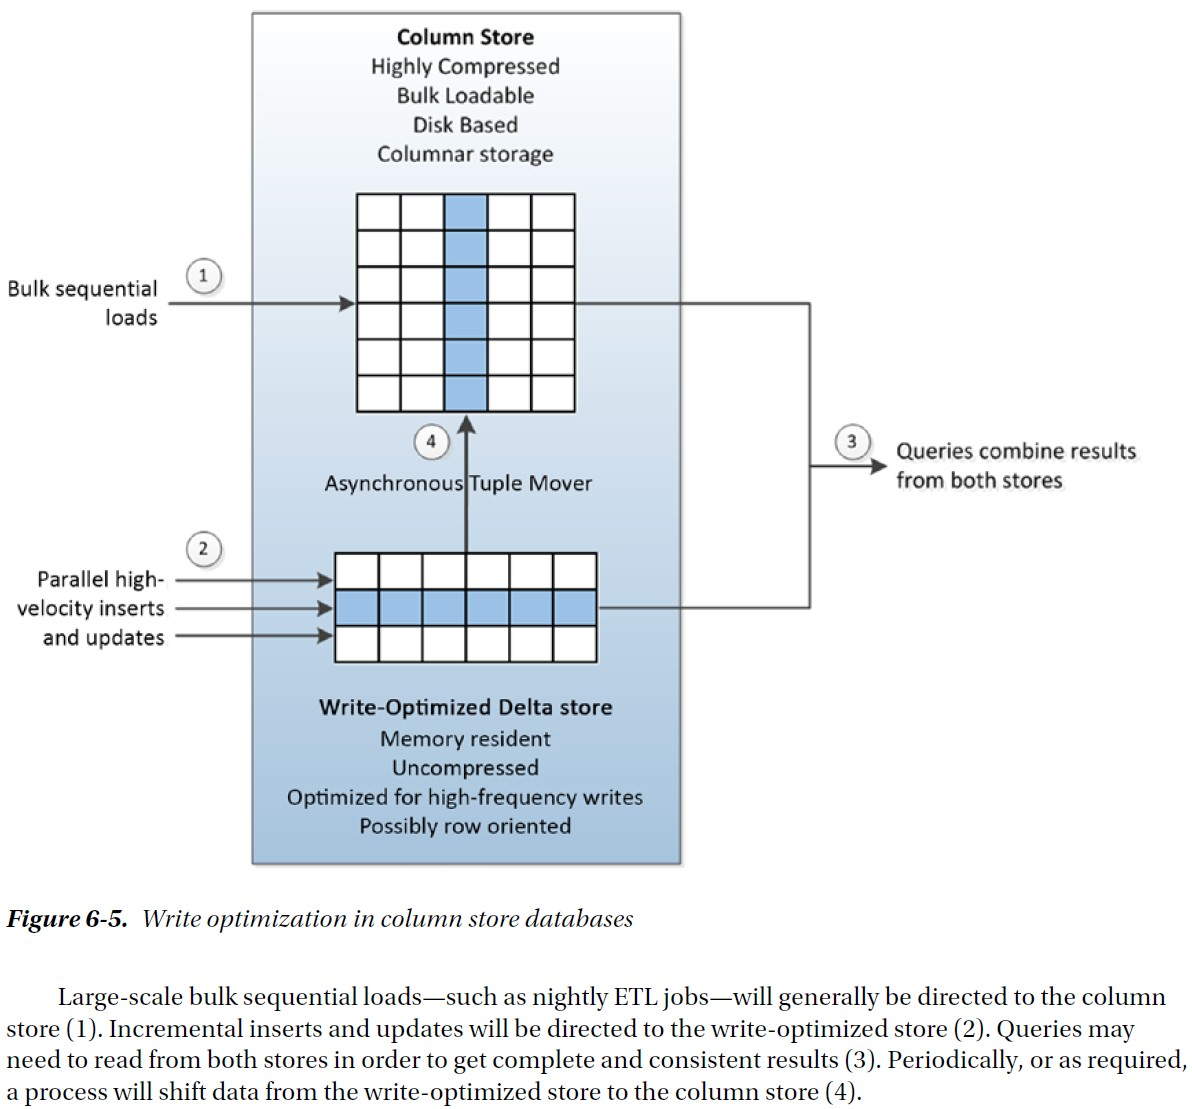 Column Store
Highly Compressed
Bulk Loadable
Disk Based
Columnar storage
1
Bulk sequential
loads
4
Asynchronous Tuple Mover
3
Queries combine results
from both stores
2
Parallel high-
velocity inserts
and updates
Write-Optimized Delta store
Memory resident
Uncompressed
Optimized for high-frequency writes
Possibly row oriented
Figure 6-5. Write optimization in column store databases
Large-scale bulk sequential loads—such as nightly ETL jobs—will generally be directed to the column
store (1). Incremental inserts and updates will be directed to the write-optimized store (2). Queries may
need to read from both stores in order to get complete and consistent results (3). Periodically, or as required,
a process will shift data from the write-optimized store to the column store (4).